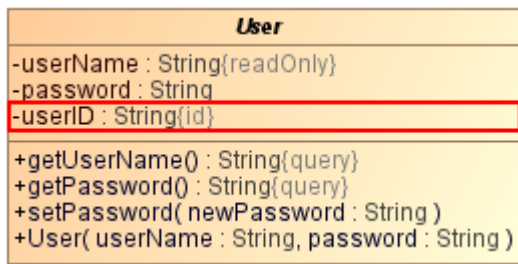 User
-userName : String{readOnly}
-password : String
-userID : String{id}
+getUserName() : String{query}
+getPassword() : String{query}
+setPassword( newPassword : String )
+User( userName : String, password : String )